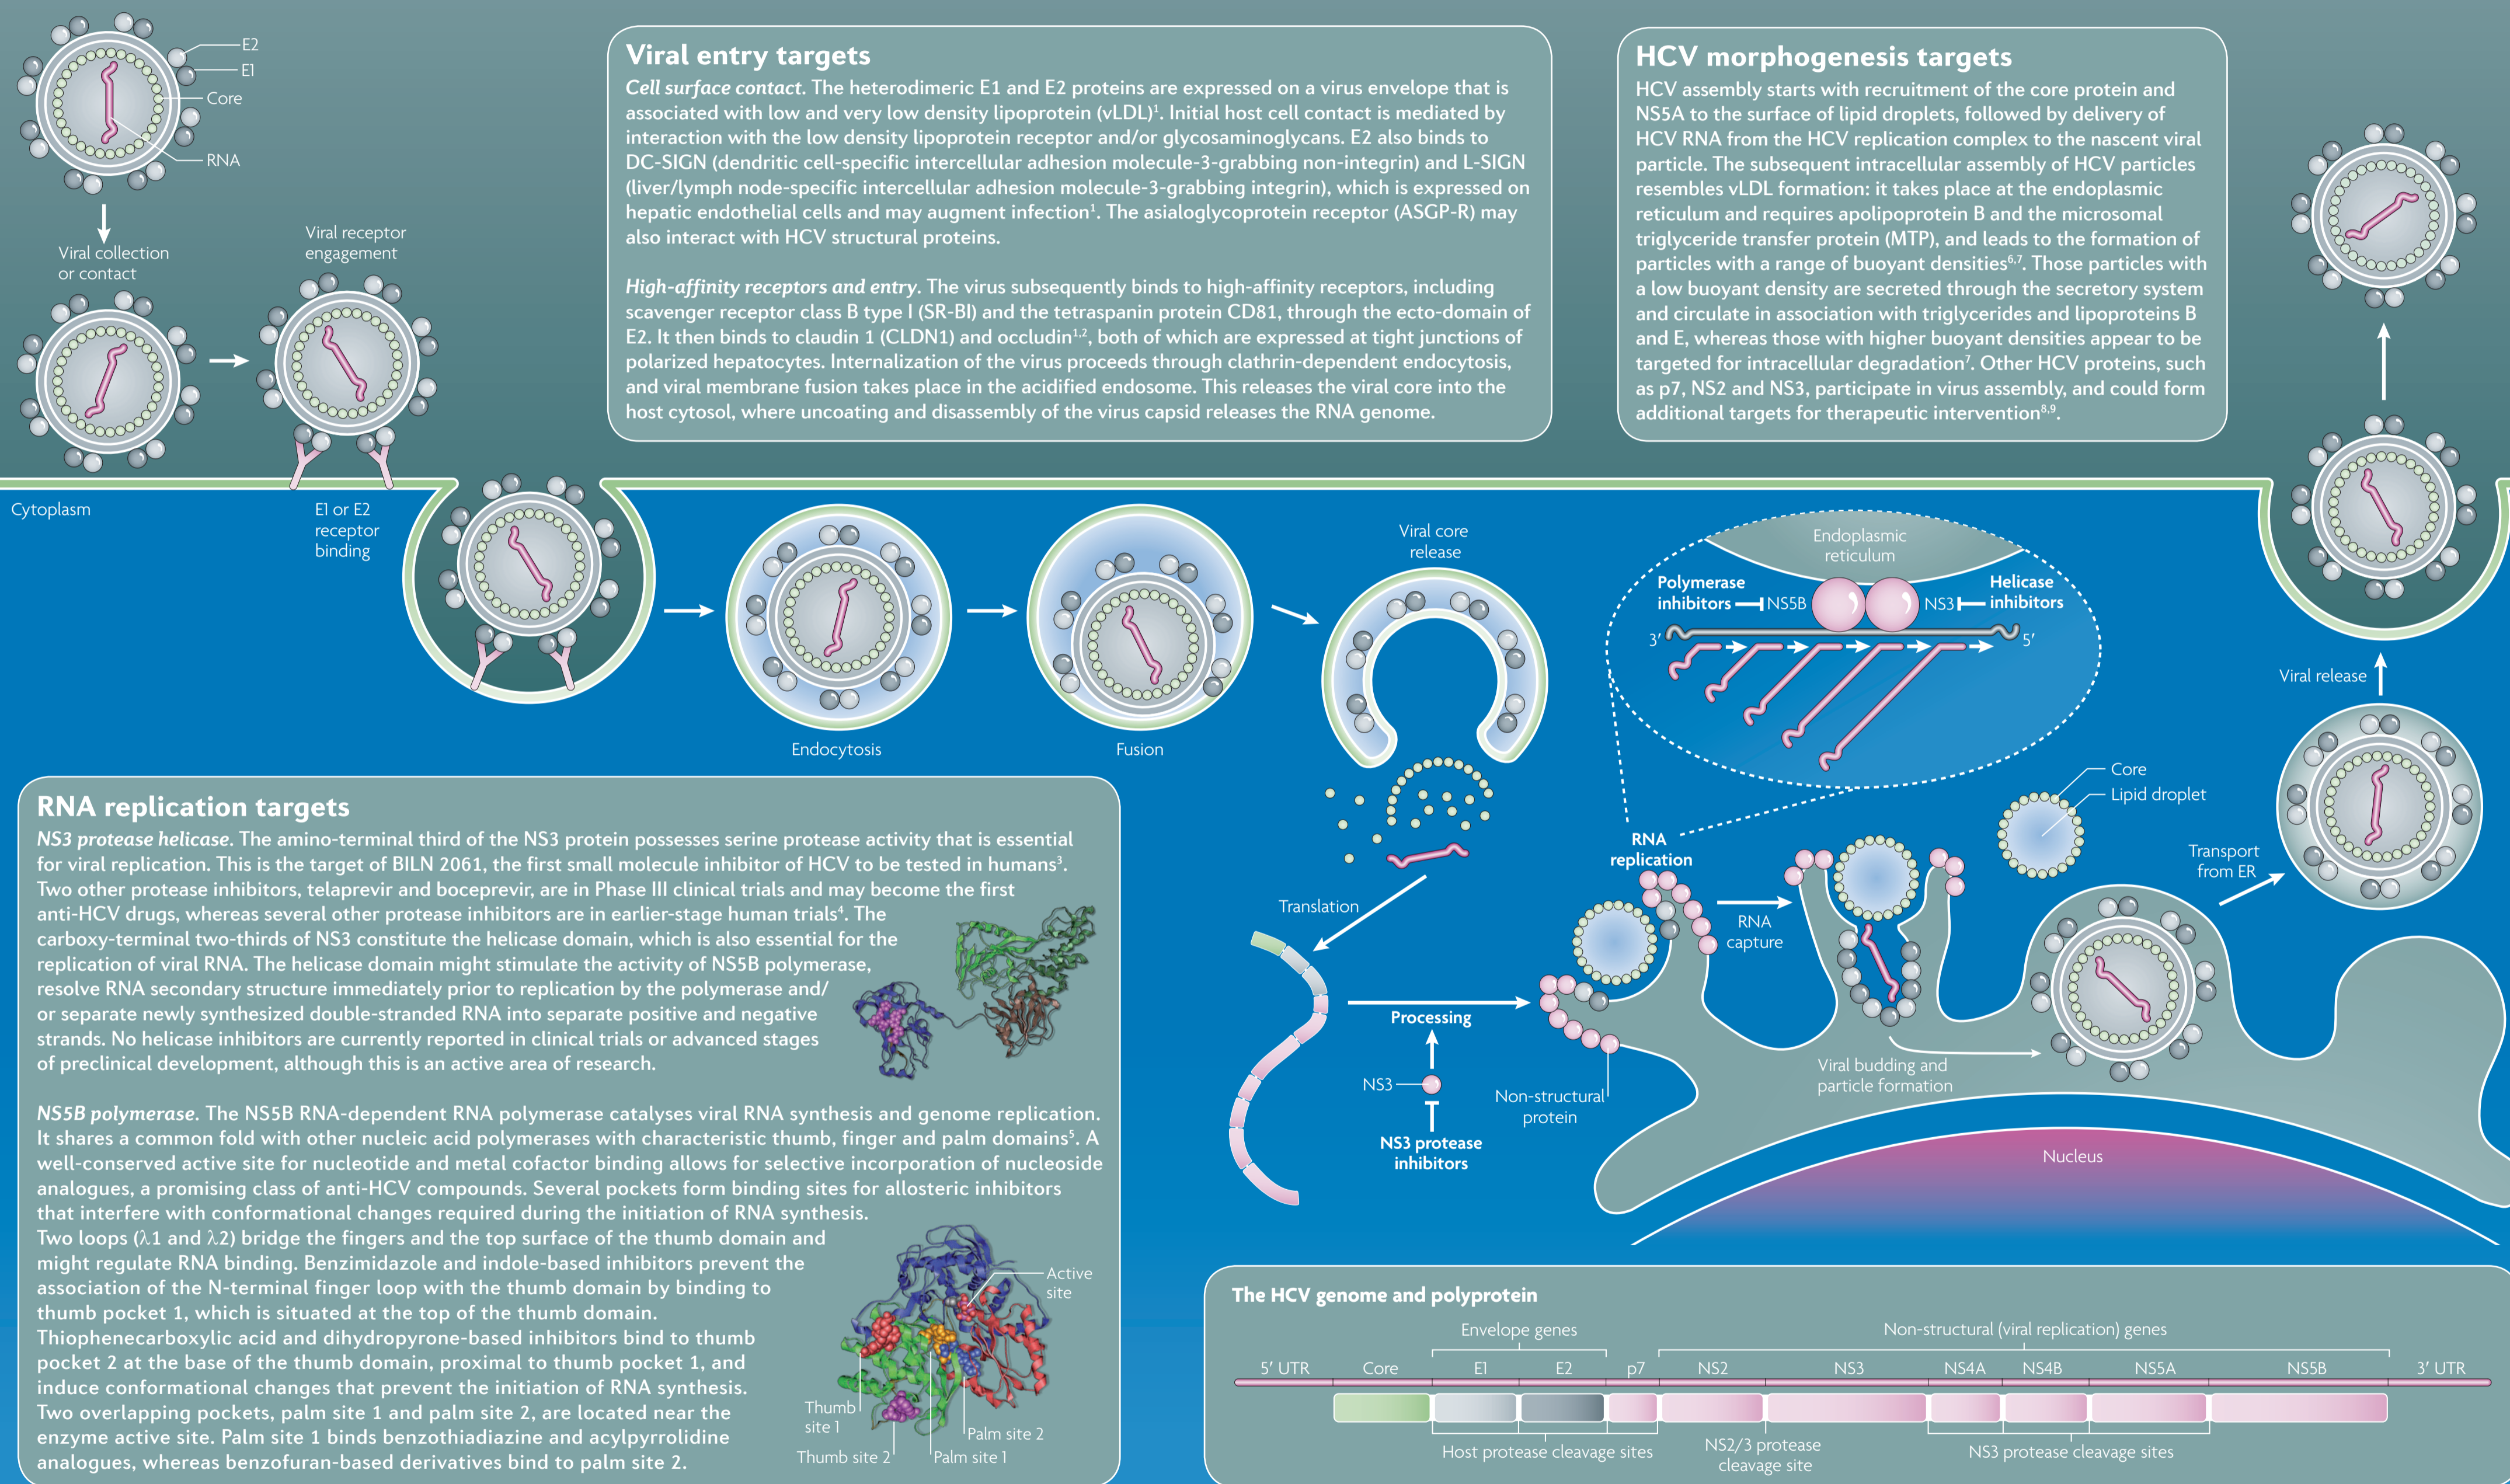 E2
E1
Core
RNA
Viral collection
or contact
Viral receptor
engagement
Viral entry targets
Cell surface contact. The heterodimeric E1 and E2 proteins are expressed on a virus envelope that is
associated with low and very low density lipoprotein (vLDL)¹. Initial host cell contact is mediated by
interaction with the low density lipoprotein receptor and/or glycosaminoglycans. E2 also binds to
DC-SIGN (dendritic cell-specific intercellular adhesion molecule-3-grabbing non-integrin) and L-SIGN
(liver/lymph node-specific intercellular adhesion molecule-3-grabbing integrin), which is expressed on
hepatic endothelial cells and may augment infection¹. The asialoglycoprotein receptor (ASGP-R) may
also interact with HCV structural proteins.
High-affinity receptors and entry. The virus subsequently binds to high-affinity receptors, including
scavenger receptor class B type I (SR-BI) and the tetraspanin protein CD81, through the ecto-domain of
E2. It then binds to claudin 1 (CLDN1) and occludin¹,², both of which are expressed at tight junctions of
polarized hepatocytes. Internalization of the virus proceeds through clathrin-dependent endocytosis,
and viral membrane fusion takes place in the acidified endosome. This releases the viral core into the
host cytosol, where uncoating and disassembly of the virus capsid releases the RNA genome.
HCV morphogenesis targets
HCV assembly starts with recruitment of the core protein and
NS5A to the surface of lipid droplets, followed by delivery of
HCV RNA from the HCV replication complex to the nascent viral
particle. The subsequent intracellular assembly of HCV particles
resembles vLDL formation: it takes place at the endoplasmic
reticulum and requires apolipoprotein B and the microsomal
triglyceride transfer protein (MTP), and leads to the formation of
particles with a range of buoyant densities⁶,⁷. Those particles with
a low buoyant density are secreted through the secretory system
and circulate in association with triglycerides and lipoproteins B
and E, whereas those with higher buoyant densities appear to be
targeted for intracellular degradation⁷. Other HCV proteins, such
as p7, NS2 and NS3, participate in virus assembly, and could form
additional targets for therapeutic intervention⁸,⁹.
Cytoplasm
E1 or E2
receptor
binding
Endocytosis
Fusion
Viral core
release
Endoplasmic
reticulum
Polymerase
inhibitors
NS5B
NS3
Helicase
inhibitors
3′
5′
Viral release
RNA replication targets
NS3 protease helicase. The amino-terminal third of the NS3 protein possesses serine protease activity that is essential
for viral replication. This is the target of BILN 2061, the first small molecule inhibitor of HCV to be tested in humans³.
Two other protease inhibitors, telaprevir and boceprevir, are in Phase III clinical trials and may become the first
anti-HCV drugs, whereas several other protease inhibitors are in earlier-stage human trials⁴. The
carboxy-terminal two-thirds of NS3 constitute the helicase domain, which is also essential for the
replication of viral RNA. The helicase domain might stimulate the activity of NS5B polymerase,
resolve RNA secondary structure immediately prior to replication by the polymerase and/
or separate newly synthesized double-stranded RNA into separate positive and negative
strands. No helicase inhibitors are currently reported in clinical trials or advanced stages
of preclinical development, although this is an active area of research.
NS5B polymerase. The NS5B RNA-dependent RNA polymerase catalyses viral RNA synthesis and genome replication.
It shares a common fold with other nucleic acid polymerases with characteristic thumb, finger and palm domains⁵. A
well-conserved active site for nucleotide and metal cofactor binding allows for selective incorporation of nucleoside
analogues, a promising class of anti-HCV compounds. Several pockets form binding sites for allosteric inhibitors
that interfere with conformational changes required during the initiation of RNA synthesis.
Two loops (λ1 and λ2) bridge the fingers and the top surface of the thumb domain and
might regulate RNA binding. Benzimidazole and indole-based inhibitors prevent the
association of the N-terminal finger loop with the thumb domain by binding to
thumb pocket 1, which is situated at the top of the thumb domain.
Thiophenecarboxylic acid and dihydropyrone-based inhibitors bind to thumb
pocket 2 at the base of the thumb domain, proximal to thumb pocket 1, and
induce conformational changes that prevent the initiation of RNA synthesis.
Two overlapping pockets, palm site 1 and palm site 2, are located near the
enzyme active site. Palm site 1 binds benzothiadiazine and acylpyrrolidine
analogues, whereas benzofuran-based derivatives bind to palm site 2.
Active
site
Thumb
site 1
Thumb site 2
Palm site 1
Palm site 2
Translation
Processing
NS3
NS3 protease
inhibitors
RNA
replication
Non-structural
protein
RNA
capture
Core
Lipid droplet
Transport
from ER
Viral budding and
particle formation
Nucleus
The HCV genome and polyprotein
Envelope genes
Non-structural (viral replication) genes
5′ UTR Core E1 E2 p7 NS2 NS3 NS4A NS4B NS5A NS5B 3′ UTR
Host protease cleavage sites
NS2/3 protease
cleavage site
NS3 protease cleavage sites